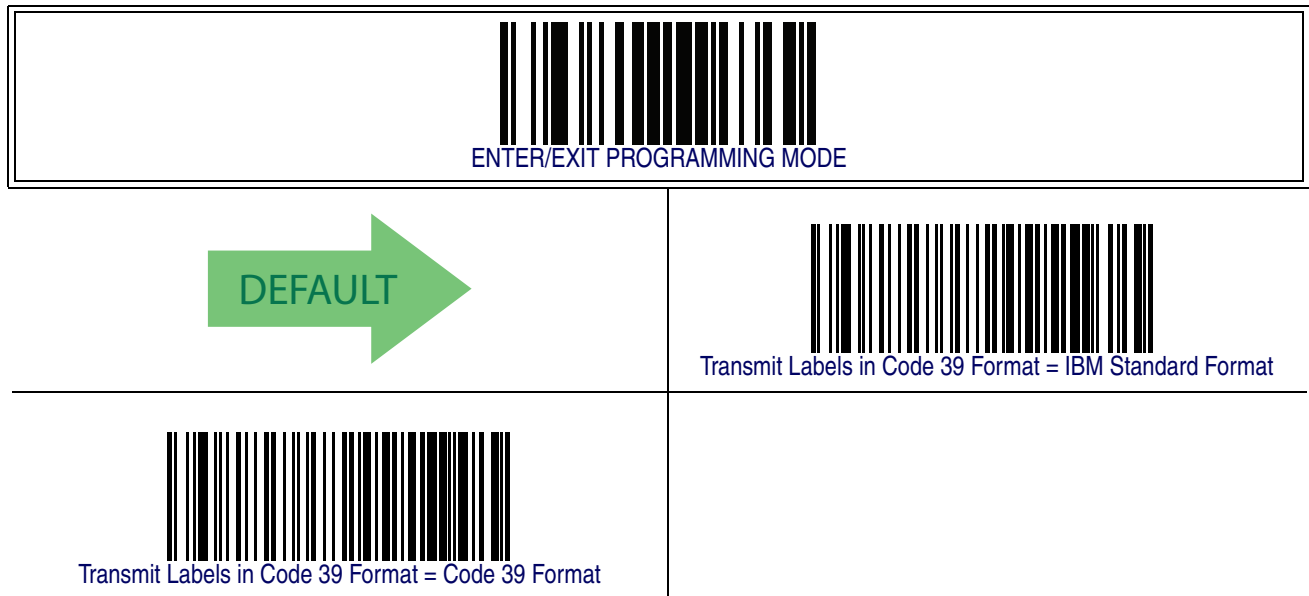 ENTER/EXIT PROGRAMMING MODE
DEFAULT
Transmit Labels in Code 39 Format = IBM Standard Format
Transmit Labels in Code 39 Format = Code 39 Format